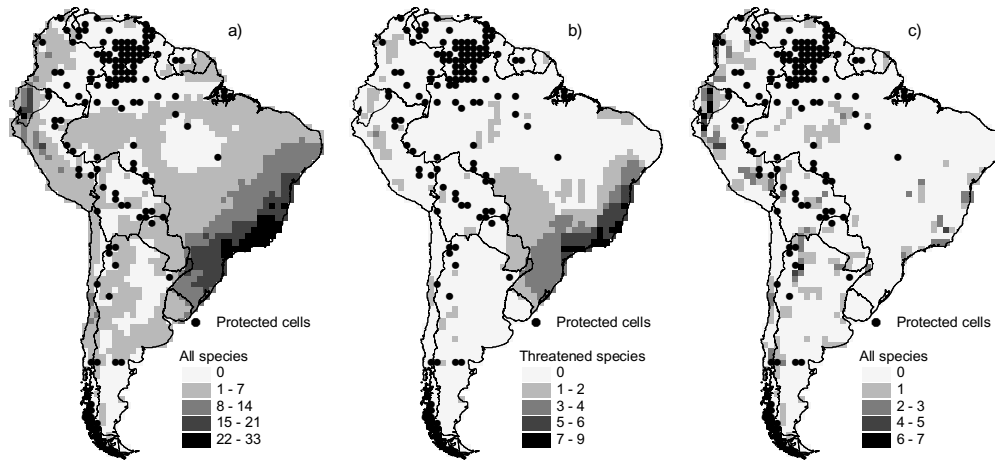 a)
Protected cells
All species
0
1 - 7
8 - 14
15 - 21
22 - 33
b)
Protected cells
Threatened species
0
1 - 2
3 - 4
5 - 6
7 - 9
c)
Protected cells
All species
0
1
2 - 3
4 - 5
6 - 7